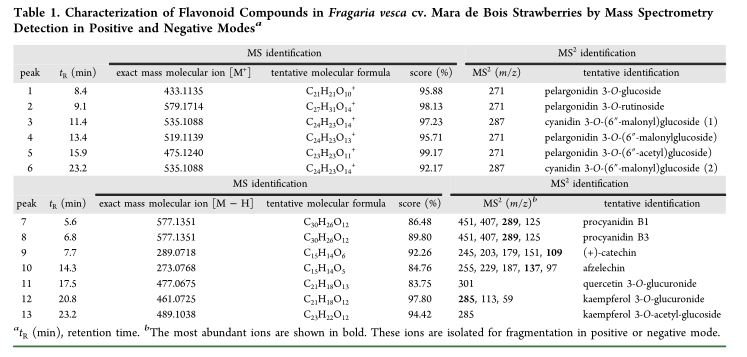 Table 1. Characterization of Flavonoid Compounds in Fragaria vesca cv. Mara de Bois Strawberries by Mass Spectrometry
Detection in Positive and Negative Modesᵃ
MS identification MS² identification
peak tR (min) exact mass molecular ion [M⁺] tentative molecular formula score (%) MS² (m/z) tentative identification
1 8.4 433.1135 C₂₁H₂₁O₁₀⁺ 95.88 271 pelargonidin 3-O-glucoside
2 9.1 579.1714 C₂₇H₃₁O₁₄⁺ 98.13 271 pelargonidin 3-O-rutinoside
3 11.4 535.1088 C₂₄H₂₃O₁₄⁺ 97.23 287 cyanidin 3-O-(6″-malonyl)glucoside (1)
4 13.4 519.1139 C₂₄H₂₃O₁₃⁺ 95.71 271 pelargonidin 3-O-(6″-malonylglucoside)
5 15.9 475.1240 C₂₃H₂₃O₁₁⁺ 99.17 271 pelargonidin 3-O-(6″-acetyl)glucoside)
6 23.2 535.1088 C₂₄H₂₃O₁₄⁺ 92.17 287 cyanidin 3-O-(6″-malonyl)glucoside (2)
MS identification MS² identification
peak tR (min) exact mass molecular ion [M − H] tentative molecular formula score (%) MS² (m/z)ᵇ tentative identification
7 5.6 577.1351 C₃₀H₂₆O₁₂ 86.48 451, 407, 289, 125 procyanidin B1
8 6.8 577.1351 C₃₀H₂₆O₁₂ 89.80 451, 407, 289, 125 procyanidin B3
9 7.7 289.0718 C₁₅H₁₄O₆ 92.26 245, 203, 179, 151, 109 (+)-catechin
10 14.3 273.0768 C₁₅H₁₄O₅ 84.76 255, 229, 187, 137, 97 afzelechin
11 17.5 477.0675 C₂₁H₁₈O₁₃ 83.75 301 quercetin 3-O-glucuronide
12 20.8 461.0725 C₂₁H₁₈O₁₂ 97.80 285, 113, 59 kaempferol 3-O-glucuronide
13 23.2 489.1038 C₂₃H₂₂O₁₂ 94.42 285 kaempferol 3-O-acetyl-glucoside
ᵃtR (min), retention time. ᵇThe most abundant ions are shown in bold. These ions are isolated for fragmentation in positive or negative mode.